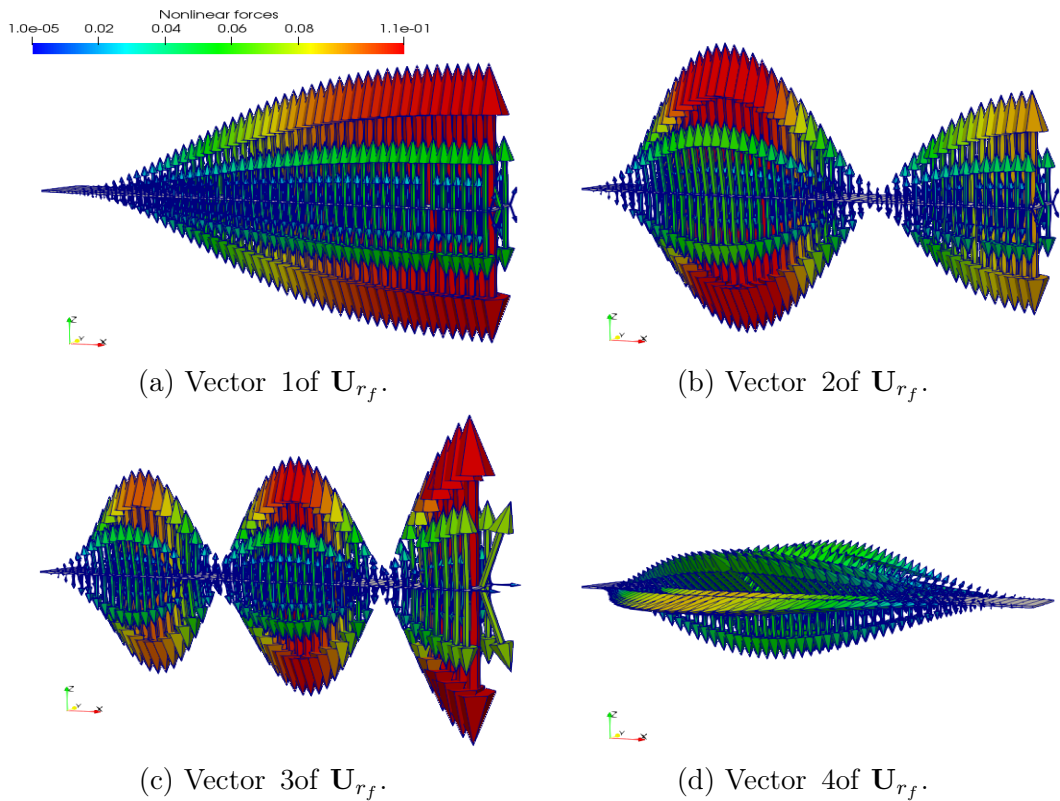 Nonlinear forces
1.0e-05 0.02 0.04 0.06 0.08 1.1e-01
Z Y X
Z Y X
(a) Vector 1of U_{r_f}.
(b) Vector 2of U_{r_f}.
Z Y X
Z Y X
(c) Vector 3of U_{r_f}.
(d) Vector 4of U_{r_f}.